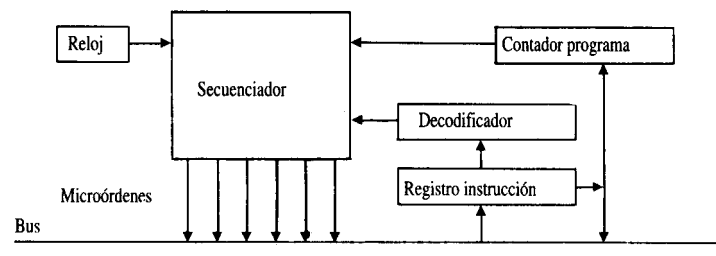 Reloj
Contador programa
Secuenciador
Decodificador
Registro instrucción
Microórdenes
Bus